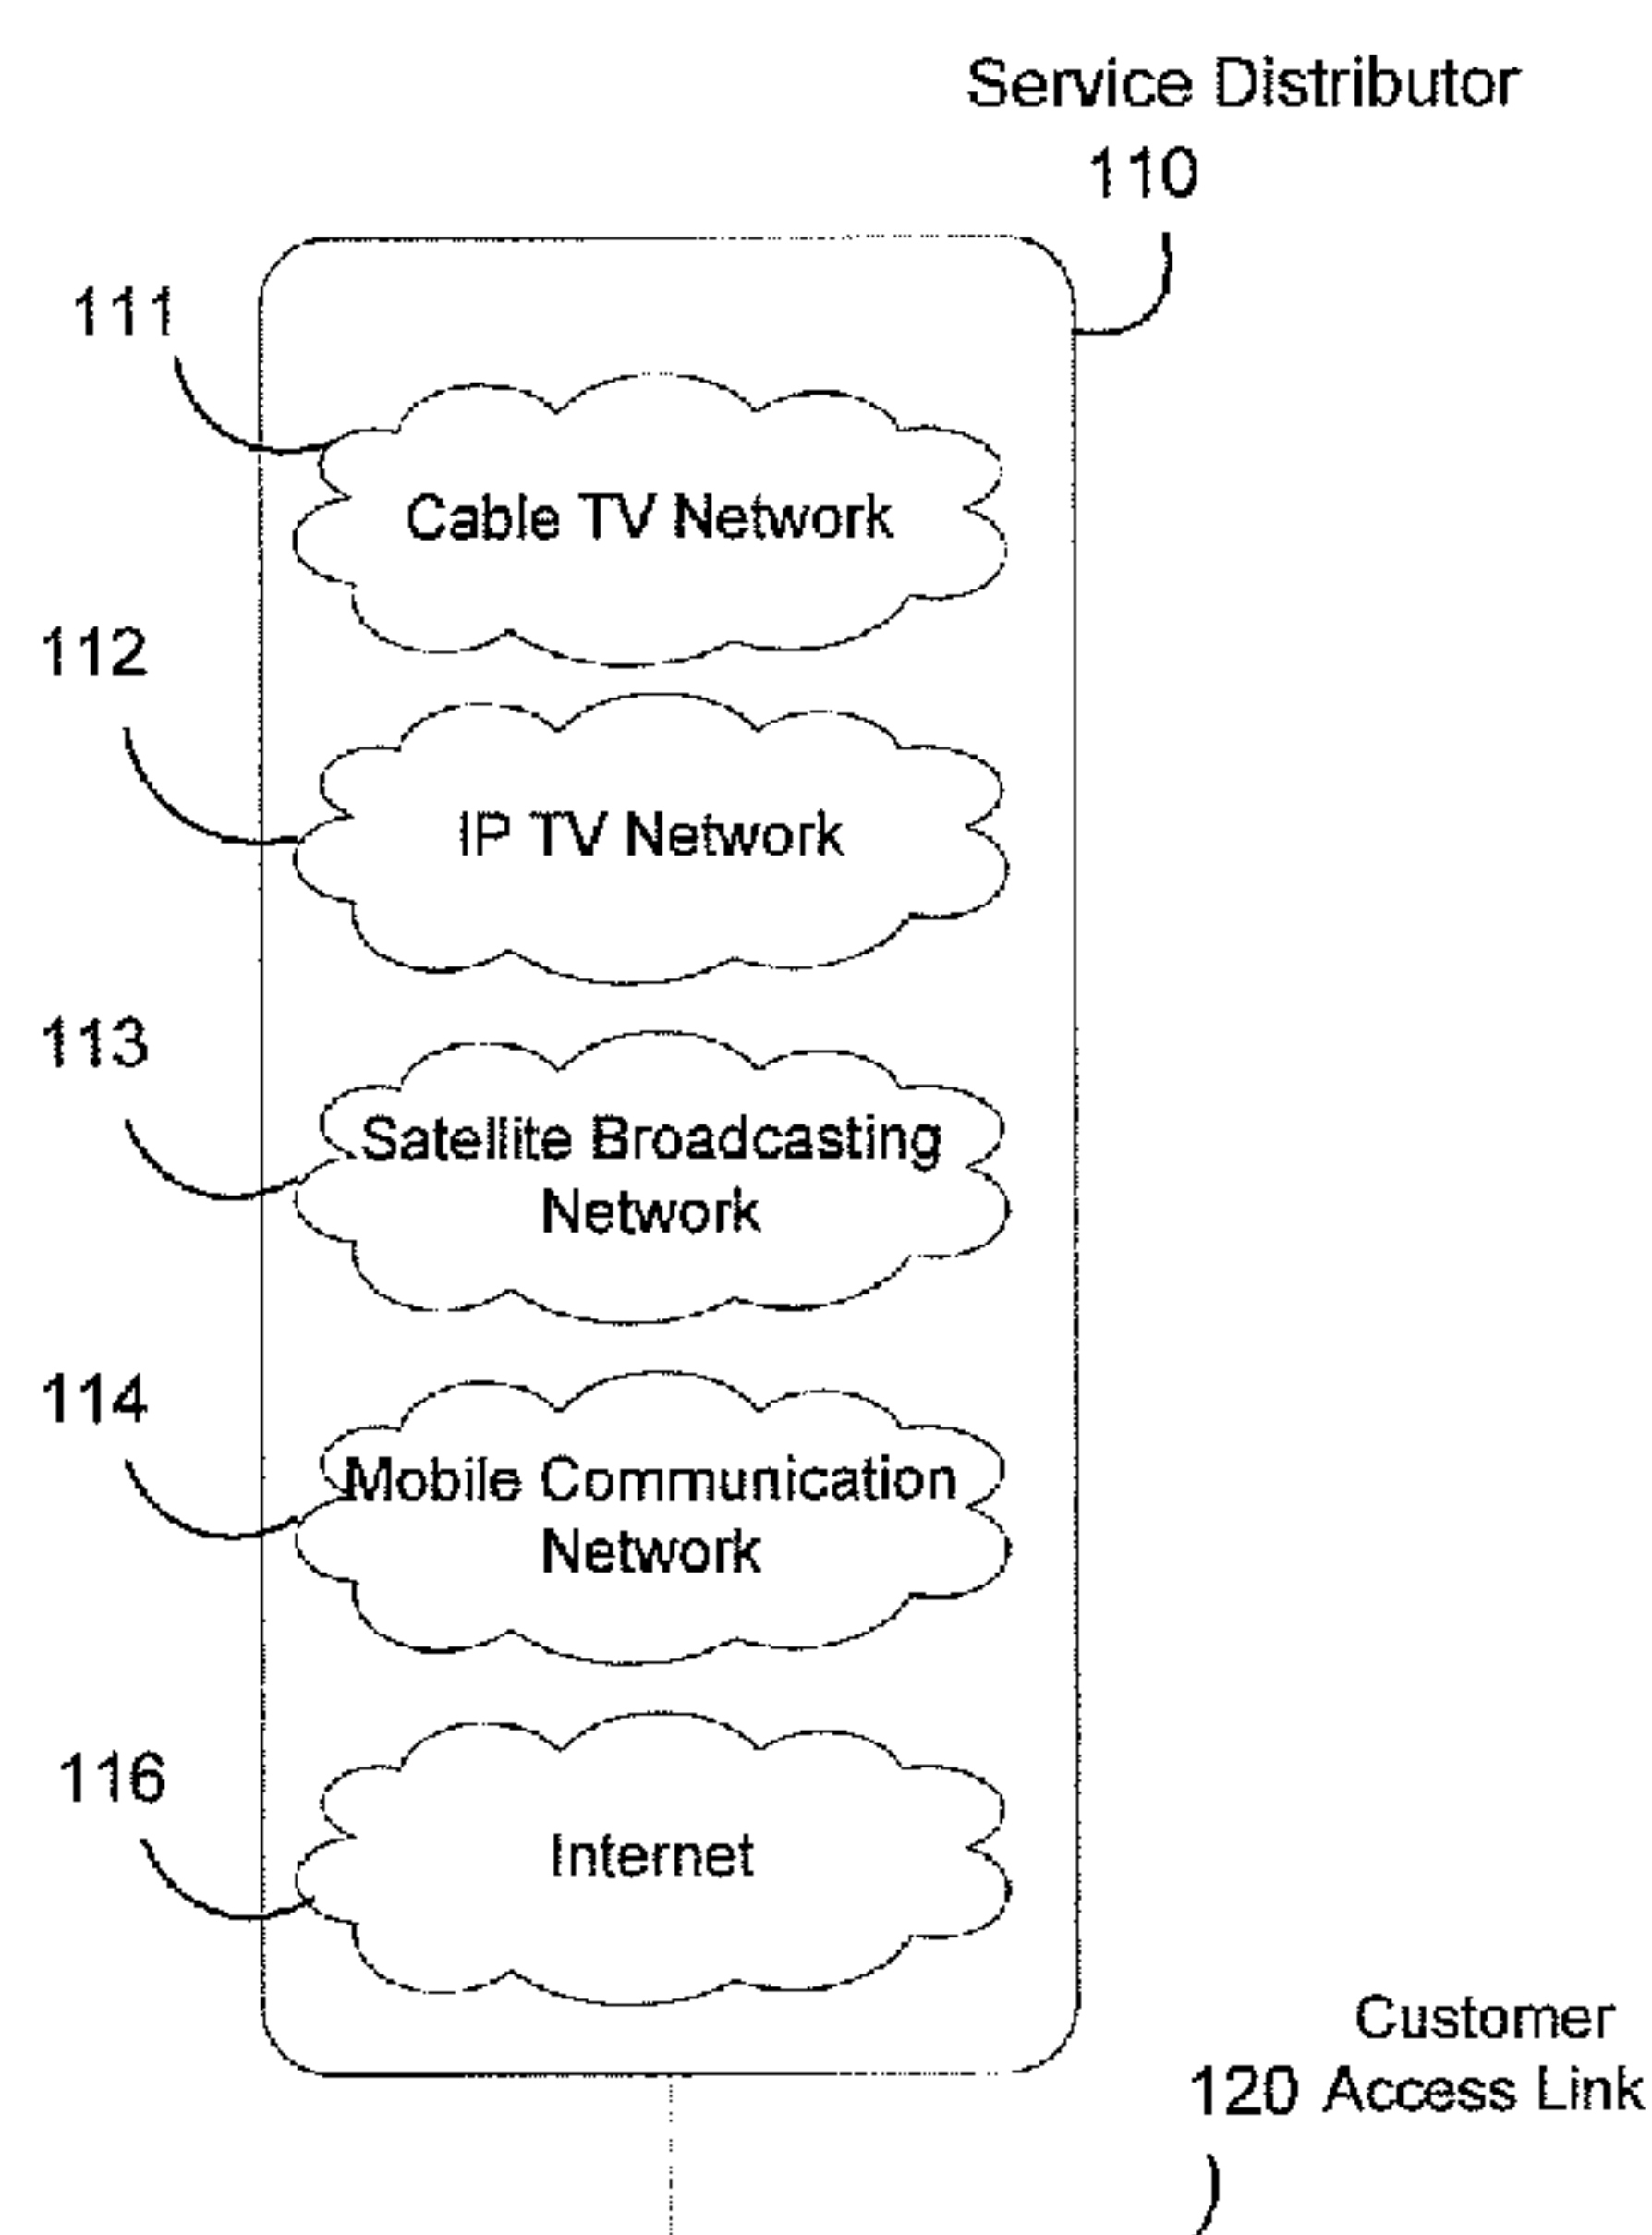 Service Distributor
110
111
Cable TV Network
112
IP TV Network
113
Satellite Broadcasting
Network
114
Mobile Communication
Network
116
Internet
Customer
120 Access Link